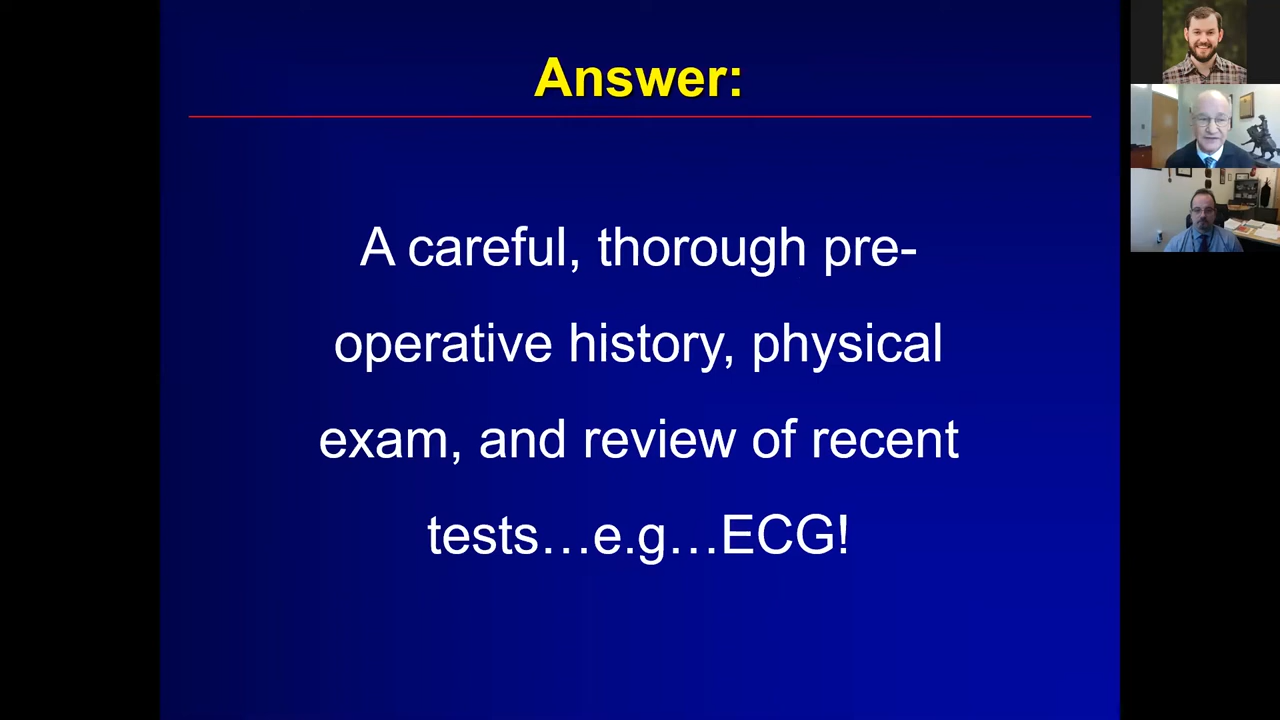 Answer:
A careful, thorough pre-
operative history, physical
exam, and review of recent
tests…e.g…ECG!